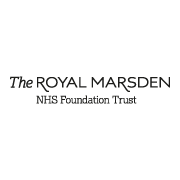 The ROYAL MARSDEN
NHS Foundation Trust